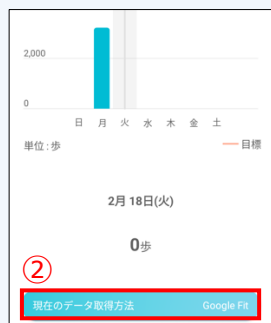 2,000
0
日 月 火 水 木 金 土
単位 : 歩 目標
2月 18日(火)
0歩
②
現在のデータ取得方法 Google Fit